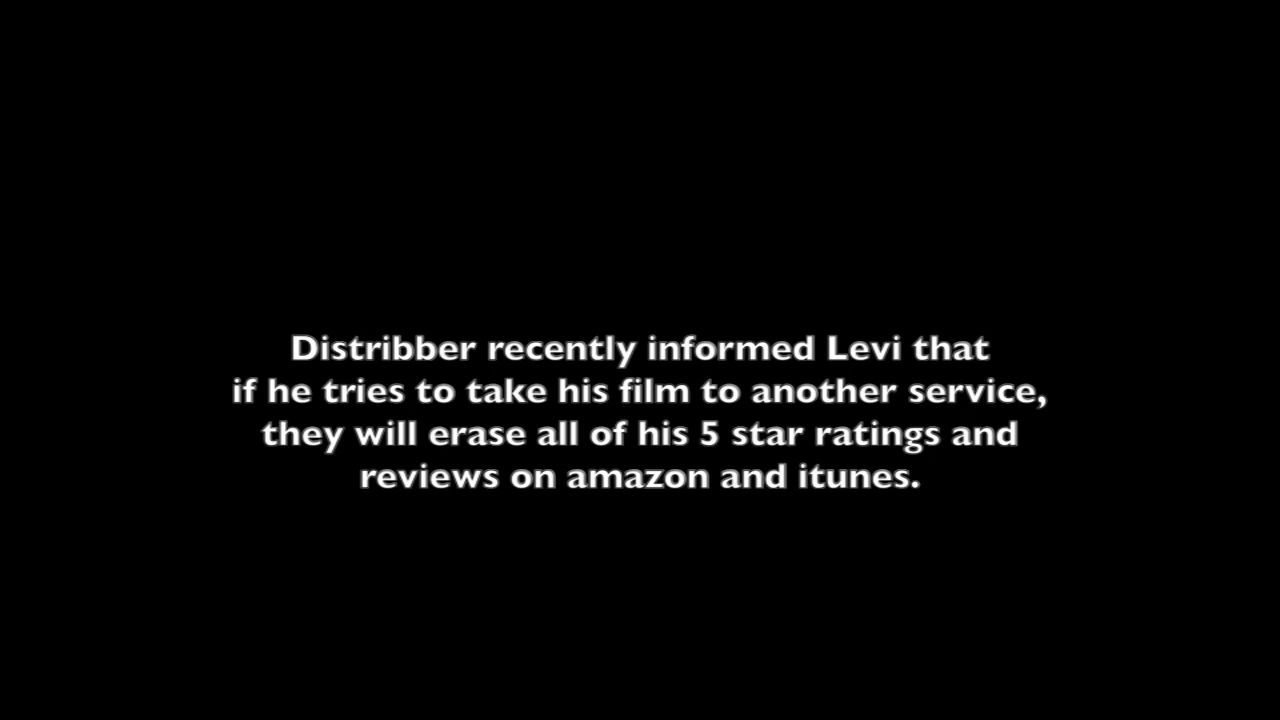 Distribber recently informed Levi that
if he tries to take his film to another service,
they will erase all of his 5 star ratings and
reviews on amazon and itunes.